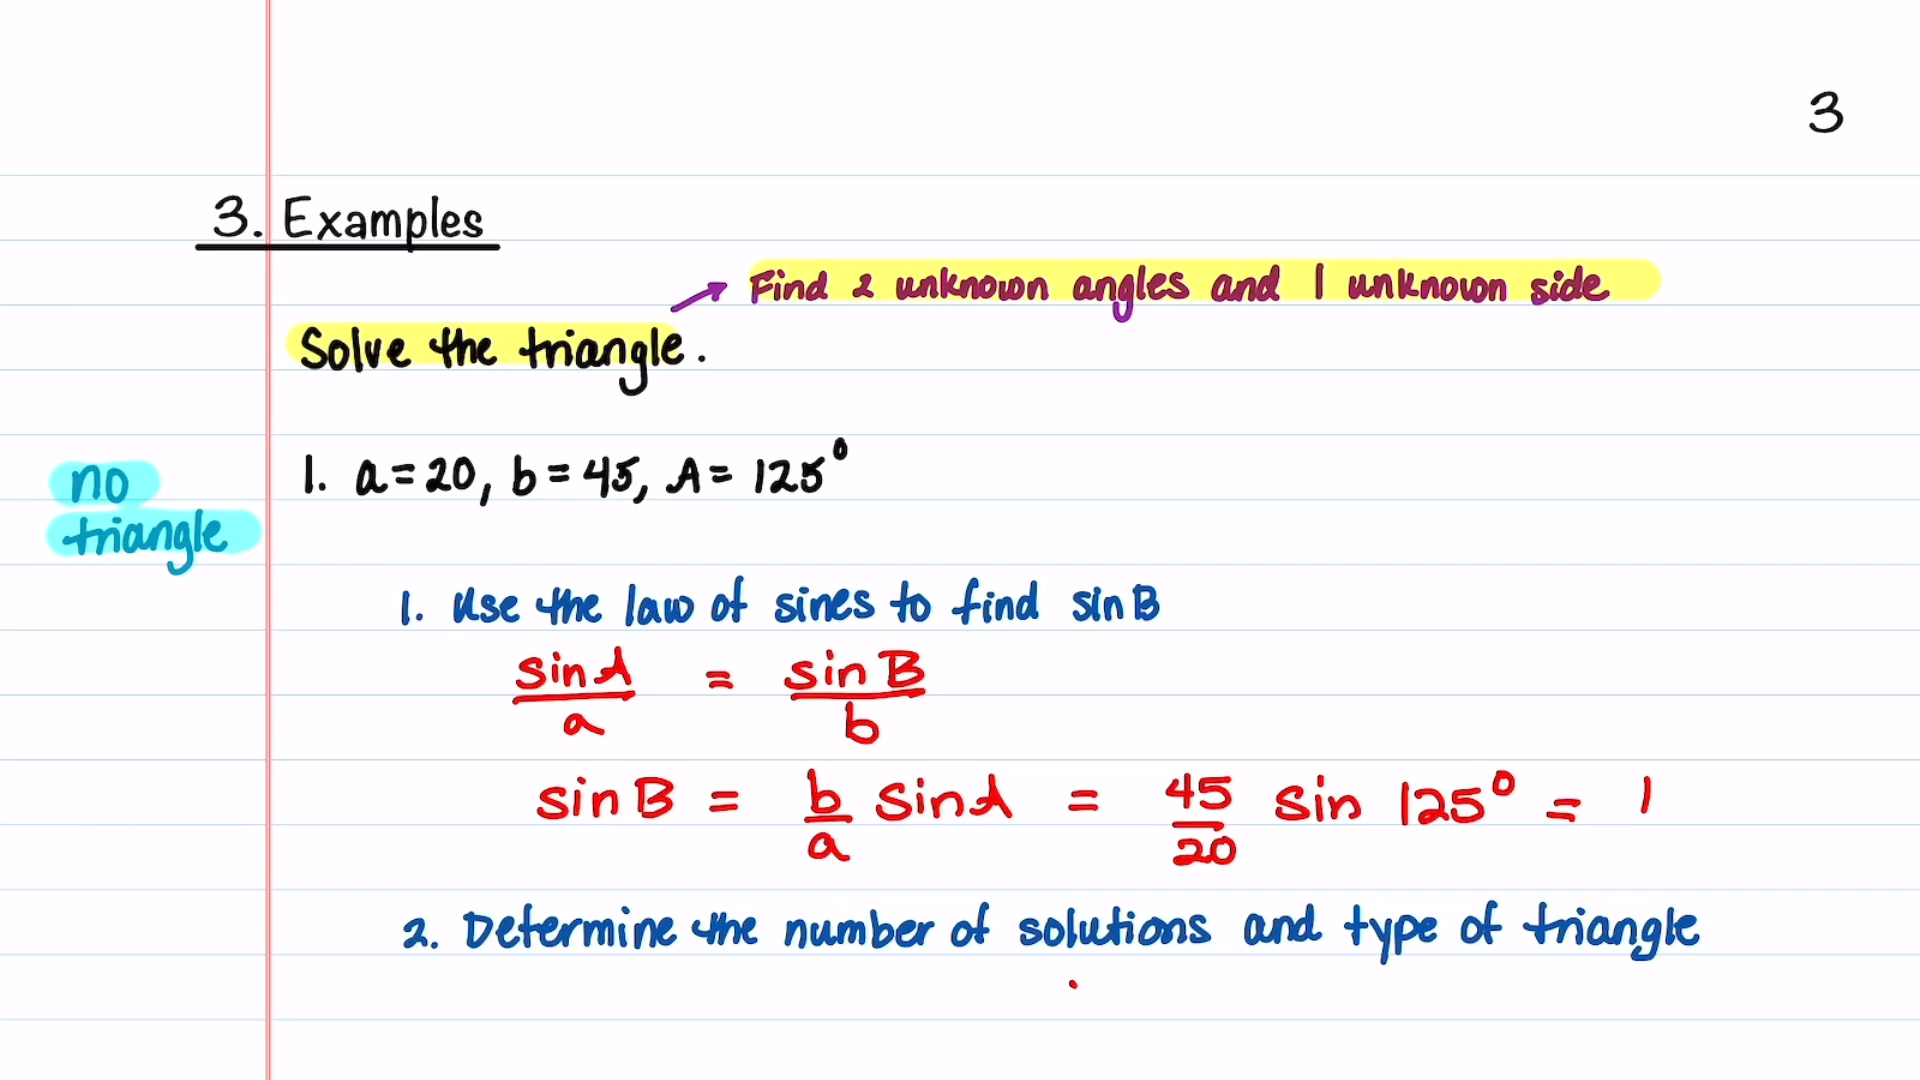 3
3. Examples
Find 2 unknown angles and 1 unknown side
Solve the triangle.
no
triangle
1. a=20, b=45, A= 125°
1. Use the law of sines to find sin B
sin A / a = sin B / b
sin B = b/a sin A = 45/20 sin 125° = 1
2. Determine the number of solutions and type of triangle